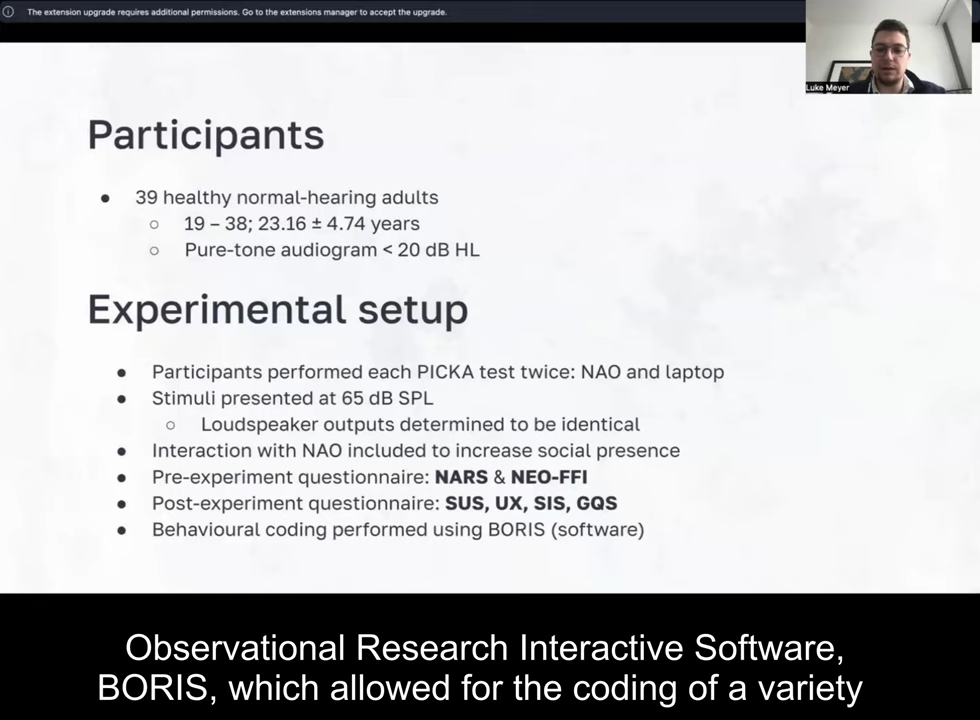 The extension upgrade requires additional permissions. Go to the extensions manager to accept the upgrade.
Luke Meyer
Participants
39 healthy normal-hearing adults
19 – 38; 23.16 ± 4.74 years
Pure-tone audiogram < 20 dB HL
Experimental setup
Participants performed each PICKA test twice: NAO and laptop
Stimuli presented at 65 dB SPL
Loudspeaker outputs determined to be identical
Interaction with NAO included to increase social presence
Pre-experiment questionnaire: NARS & NEO-FFI
Post-experiment questionnaire: SUS, UX, SIS, GQS
Behavioural coding performed using BORIS (software)
Observational Research Interactive Software,
BORIS, which allowed for the coding of a variety